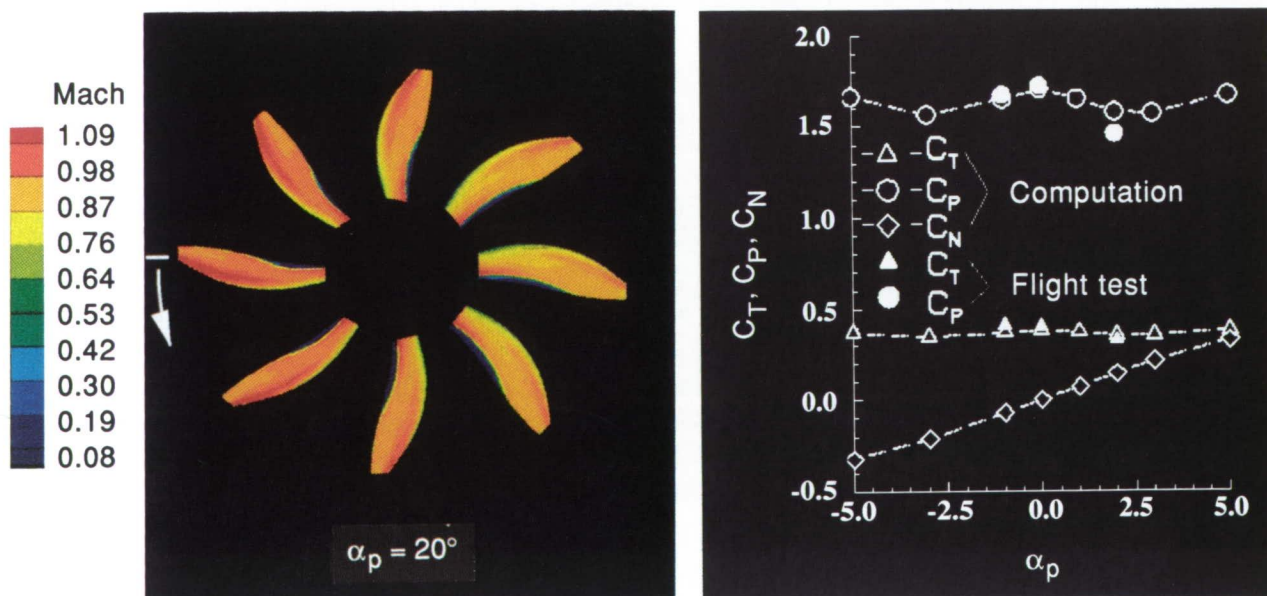 Mach
1.09
0.98
0.87
0.76
0.64
0.53
0.42
0.30
0.19
0.08
αp = 20°
2.0
1.5
1.0
0.5
0.0
-0.5
CT, CP, CN
CT
CP
CN
Computation
CT
CP
Flight test
-5.0
-2.5
0.0
2.5
5.0
αp